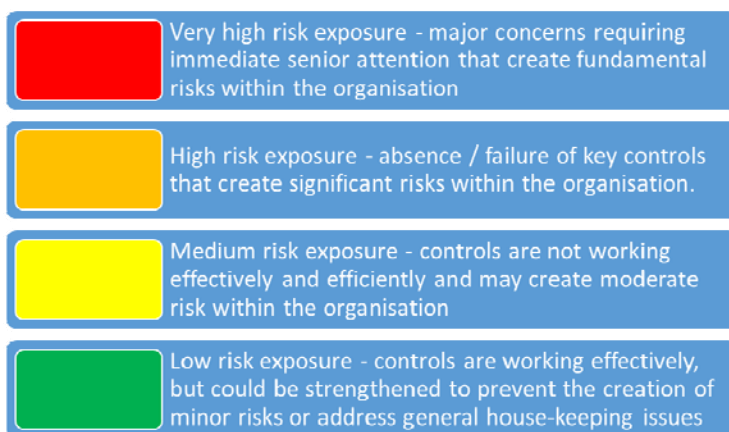 Very high risk exposure - major concerns requiring
immediate senior attention that create fundamental
risks within the organisation
High risk exposure - absence / failure of key controls
that create significant risks within the organisation.
Medium risk exposure - controls are not working
effectively and efficiently and may create moderate
risk within the organisation
Low risk exposure - controls are working effectively,
but could be strengthened to prevent the creation of
minor risks or address general house-keeping issues